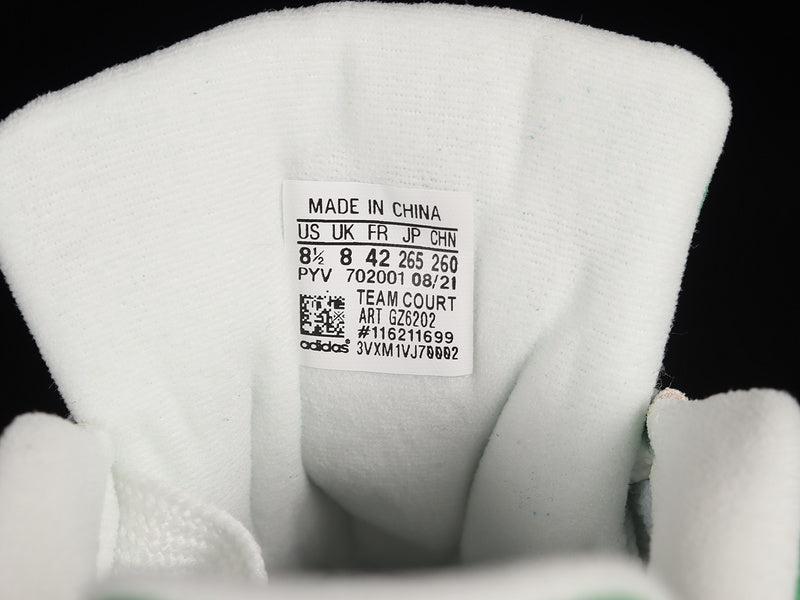 MADE IN CHINA
US UK FR JP CHN
8½ 8 42 265 260
PYV 702001 08/21
TEAM COURT
ART GZ6202
#116211699
adidas® 3VXM1VJ70002